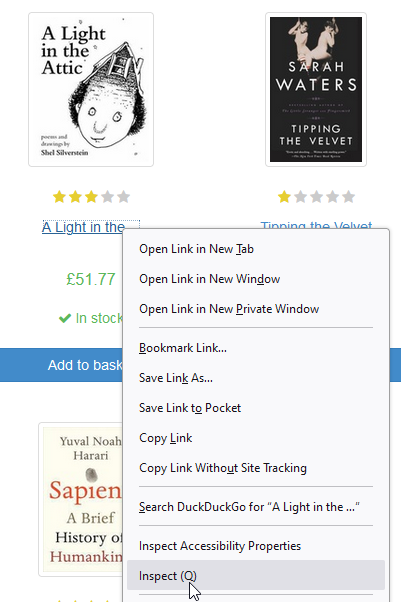 A Light
in the
Attic
poems and
drawings by
Shel Silverstein
SARAH
WATERS
TIPPING
THE VELVET
A Light in the ...
Tipping the Velvet
£51.77
In stock
Add to bask
Open Link in New Tab
Open Link in New Window
Open Link in New Private Window
Bookmark Link...
Save Link As...
Save Link to Pocket
Copy Link
Copy Link Without Site Tracking
Search DuckDuckGo for “A Light in the ...”
Inspect Accessibility Properties
Inspect (Q)
Yuval Noah
Harari
Sapien
A Brief
History of
Humankin